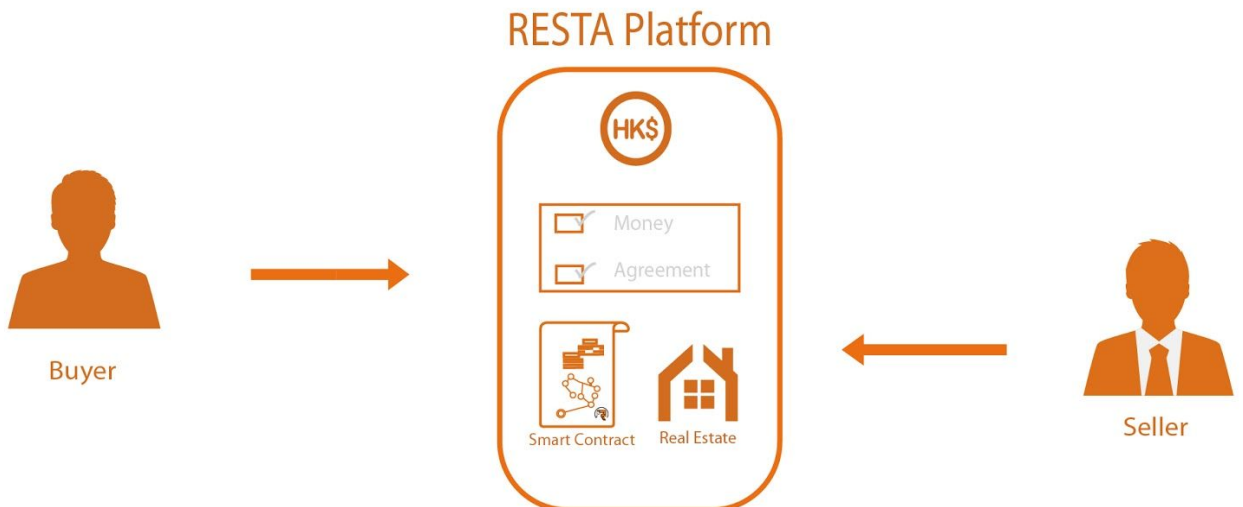 RESTA Platform
HK$
Money
Agreement
Smart Contract
Real Estate
Buyer
Seller